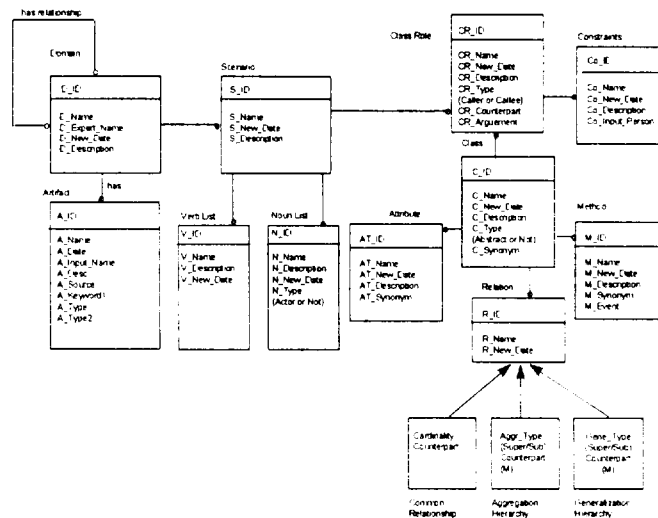 has relationship
Domain
D_ID
D_Name
D_Expert_Name
D_New_Date
D_Description
has
Artifact
A_ID
A_Name
A_Date
A_Input_Name
A_Desc
A_Source
A_Keyword1
A_Type
A_Type2
Scenario
S_ID
S_Name
S_New_Date
S_Description
Verb List
V_ID
V_Name
V_Description
V_New_Date
Noun List
N_ID
N_Name
N_Description
N_New_Date
N_Type
(Actor or Not)
Class Role
CR_ID
CR_Name
CR_New_Date
CR_Description
CR_Type
(Caller or Callee)
CR_Counterpart
CR_Arguement
Constraints
Co_ID
Co_Name
Co_New_Date
Co_Description
Co_Input_Person
Class
C_ID
C_Name
C_New_Date
C_Description
C_Type
(Abstract or Not)
C_Synonym
Attribute
AT_ID
AT_Name
AT_New_Date
AT_Description
AT_Synonym
Method
M_ID
M_Name
M_New_Date
M_Description
M_Synonym
M_Event
Relation
R_ID
R_Name
R_New_Date
Cardinality
Counterpart
Common
Relationship
Aggr_Type
(Super/Sub)
Counterpart
(M)
Aggregation
Hierarchy
Gene_Type
(Super/Sub)
Counterpart
(M)
Generalization
Hierarchy